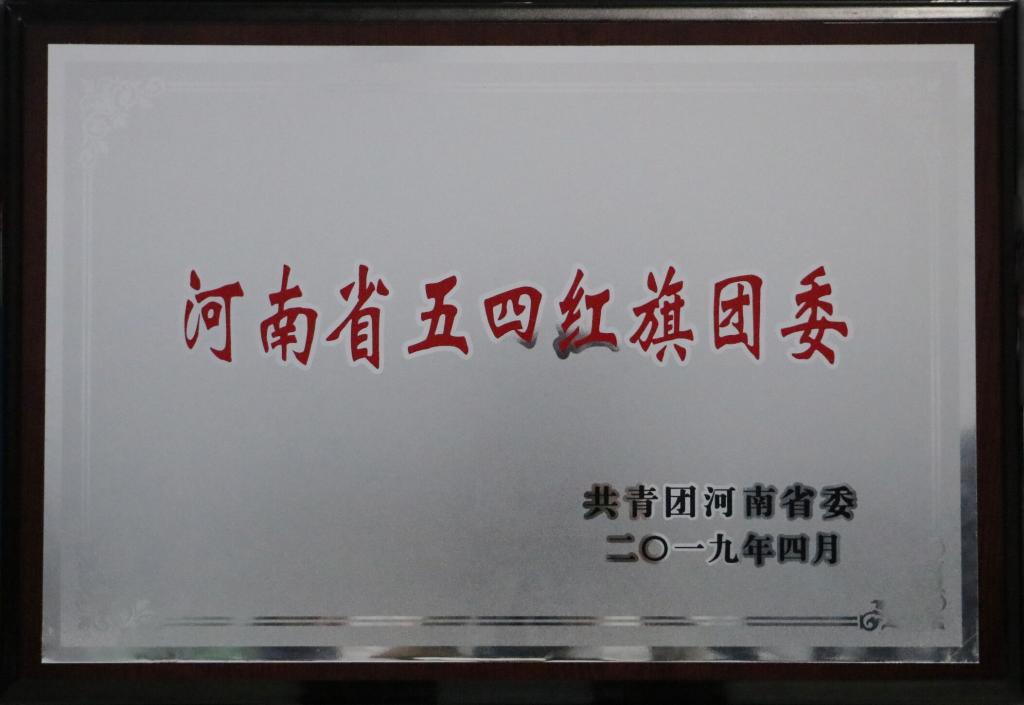 河南省五四红旗团委
共青团河南省委
二〇一九年四月